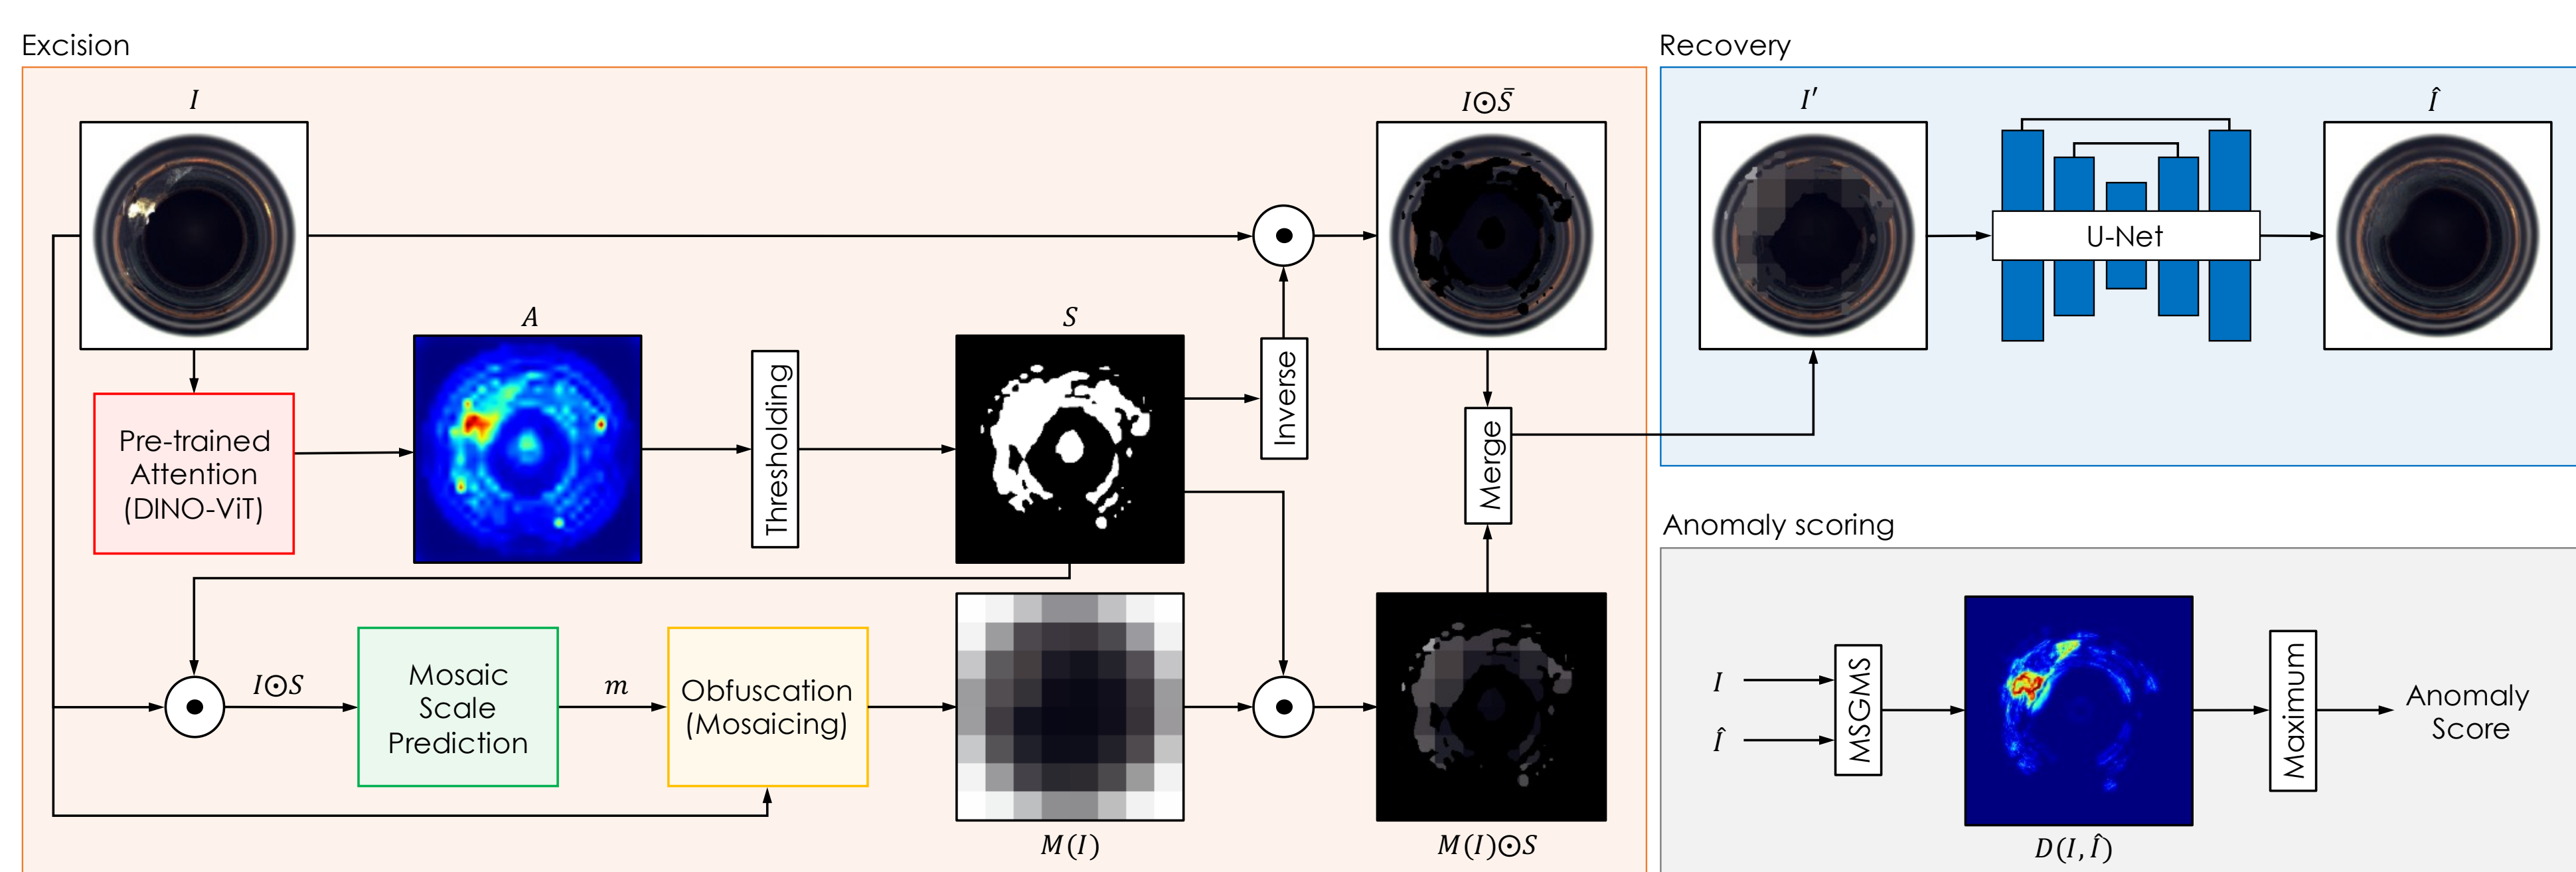 Excision
I
I⊙S̄
Pre-trained
Attention
(DINO-ViT)
A
Thresholding
S
Inverse
Merge
I⊙S
Mosaic
Scale
Prediction
m
Obfuscation
(Mosaicing)
M(I)
M(I)⊙S
Recovery
I′
U-Net
Î
Anomaly scoring
I
Î
MSGMS
D(I, Î)
Maximum
Anomaly
Score